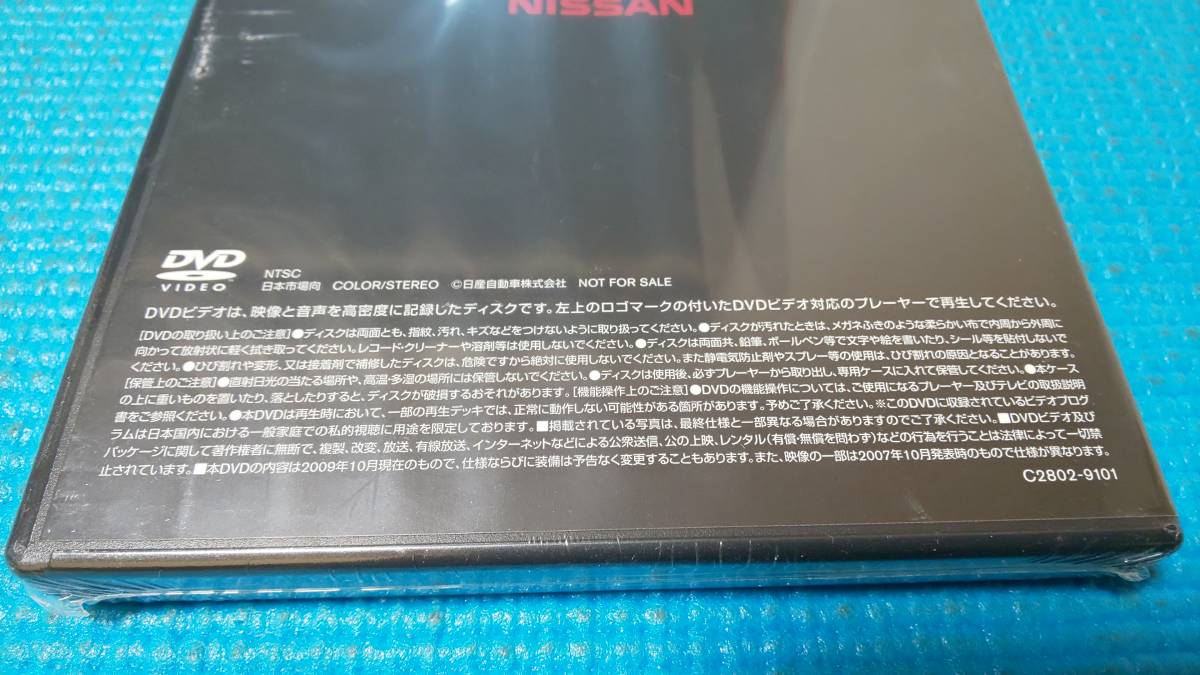 NISSAN
DVD
VIDEO
NTSC
日本市場向 COLOR/STEREO ©日産自動車株式会社 NOT FOR SALE
DVDビデオは、映像と音声を高密度に記録したディスクです。左上のロゴマークの付いたDVDビデオ対応のプレーヤーで再生してください。
[DVDの取り扱い上のご注意]●ディスクは両面とも、指紋、汚れ、キズなどをつけないように取り扱ってください。●ディスクが汚れたときは、メガネふきのような柔らかい布で内周から外周に
向かって放射状に軽く拭き取ってください。レコード・クリーナーや溶剤等は使用しないでください。●ディスクは両面共、鉛筆、ボールペン等で文字や絵を書いたり、シール等を貼付しないで
ください。●ひび割れや変形、又は接着剤で補修したディスクは、危険ですから絶対に使用しないでください。また静電気防止剤やスプレー等の使用は、ひび割れの原因となることがあります。
[保管上のご注意]●直射日光の当たる場所や、高温・多湿の場所には保管しないでください。●ディスクは使用後、必ずプレーヤーから取り出し、専用ケースに入れて保管してください。●本ケース
の上に重いものを置いたり、落としたりすると、ディスクが破損するおそれがあります。[機能操作上のご注意]●DVDの機能操作については、ご使用になるプレーヤー及びテレビの取扱説明
書をご参照ください。●本DVDは再生時において、一部の再生デッキでは、正常に動作しない可能性がある箇所があります。予めご了承ください。※このDVDに収録されているビデオプログ
ラムは日本国内における一般家庭での私的視聴に用途を限定しております。■掲載されている写真は、最終仕様と一部異なる場合がありますのでご了承ください。■DVDビデオ及び
パッケージに関して著作権者に無断で、複製、改変、放送、有線放送、インターネットなどによる公衆送信、公の上映、レンタル(有償・無償を問わず)などの行為を行うことは法律によって一切禁
止されています。■本DVDの内容は2009年10月現在のもので、仕様ならびに装備は予告なく変更することもあります。また、映像の一部は2007年10月発表時のもので仕様が異なります。
C2802-9101